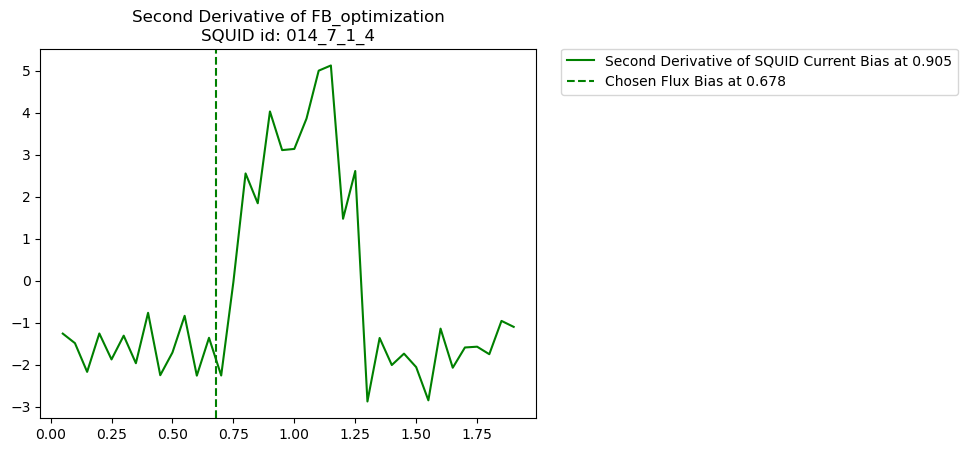 Second Derivative of FB_optimization
SQUID id: 014_7_1_4
Second Derivative of SQUID Current Bias at 0.905
Chosen Flux Bias at 0.678
5
4
3
2
1
0
−1
−2
−3
0.00 0.25 0.50 0.75 1.00 1.25 1.50 1.75